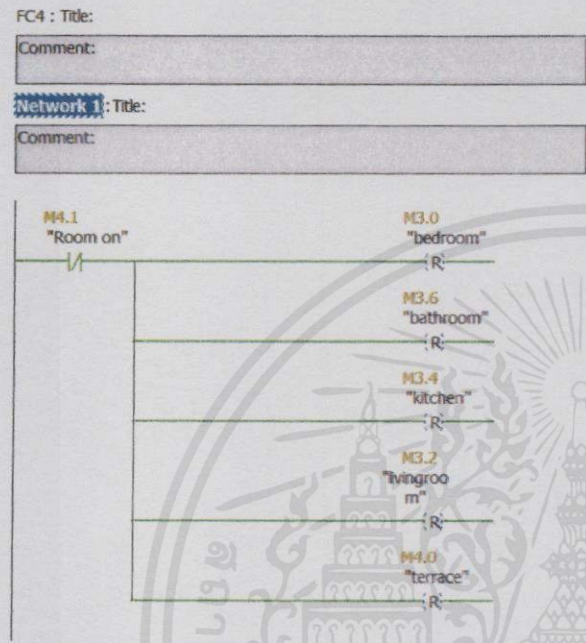 FC4 : Title:
Comment:
Network 1 : Title:
Comment:
M4.1
"Room on"
M3.0
"bedroom"
R
M3.6
"bathroom"
R
M3.4
"kitchen"
R
M3.2
"livingroo
m"
R
M4.0
"terrace"
R